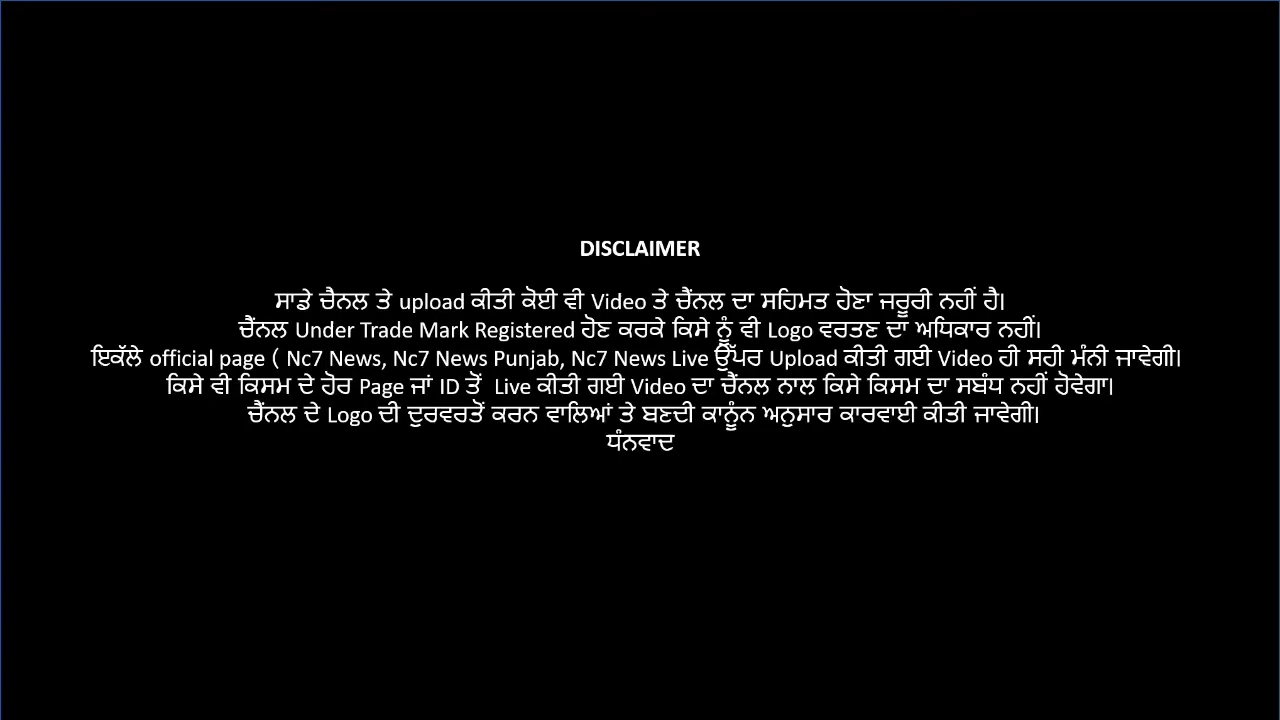 DISCLAIMER
ਸਾਡੇ ਚੈਨਲ ਤੇ upload ਕੀਤੀ ਕੋਈ ਵੀ Video ਤੇ ਚੈਂਨਲ ਦਾ ਸਹਿਮਤ ਹੋਣਾ ਜਰੂਰੀ ਨਹੀਂ ਹੈ।
ਚੈਂਨਲ Under Trade Mark Registered ਹੋਣ ਕਰਕੇ ਕਿਸੇ ਨੂੰ ਵੀ Logo ਵਰਤਣ ਦਾ ਅਧਿਕਾਰ ਨਹੀਂ।
ਇਕੱਲੇ official page ( Nc7 News, Nc7 News Punjab, Nc7 News Live ਉੱਪਰ Upload ਕੀਤੀ ਗਈ Video ਹੀ ਸਹੀ ਮੰਨੀ ਜਾਵੇਗੀ।
ਕਿਸੇ ਵੀ ਕਿਸਮ ਦੇ ਹੋਰ Page ਜਾਂ ID ਤੋਂ Live ਕੀਤੀ ਗਈ Video ਦਾ ਚੈਂਨਲ ਨਾਲ ਕਿਸੇ ਕਿਸਮ ਦਾ ਸਬੰਧ ਨਹੀਂ ਹੋਵੇਗਾ।
ਚੈਂਨਲ ਦੇ Logo ਦੀ ਦੁਰਵਰਤੋਂ ਕਰਨ ਵਾਲਿਆਂ ਤੇ ਬਣਦੀ ਕਾਨੂੰਨ ਅਨੁਸਾਰ ਕਾਰਵਾਈ ਕੀਤੀ ਜਾਵੇਗੀ।
ਧੰਨਵਾਦ